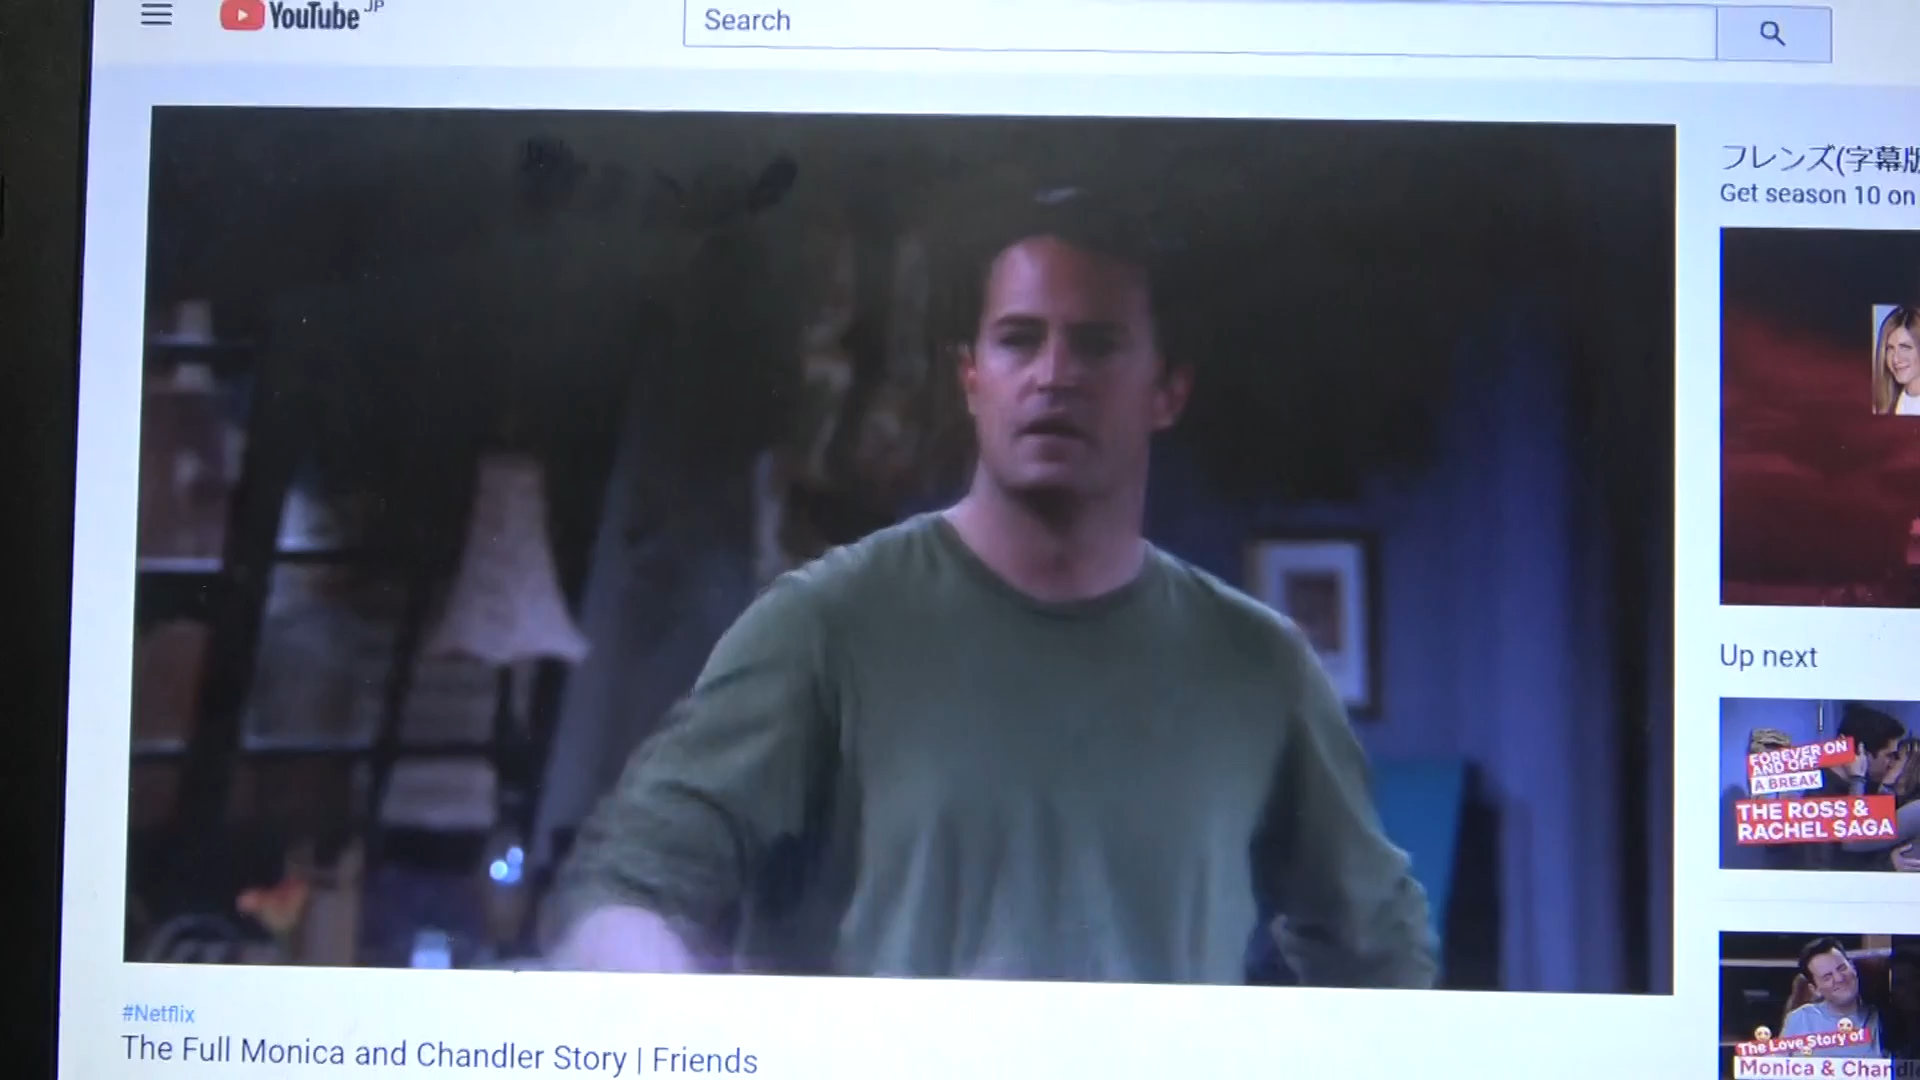 YouTube JP
Search
フレンズ(字幕版
Get season 10 on
Up next
FOREVER ON
AND OFF
A BREAK
THE ROSS &
RACHEL SAGA
The Love Story of
Monica & Chandle
#Netflix
The Full Monica and Chandler Story | Friends